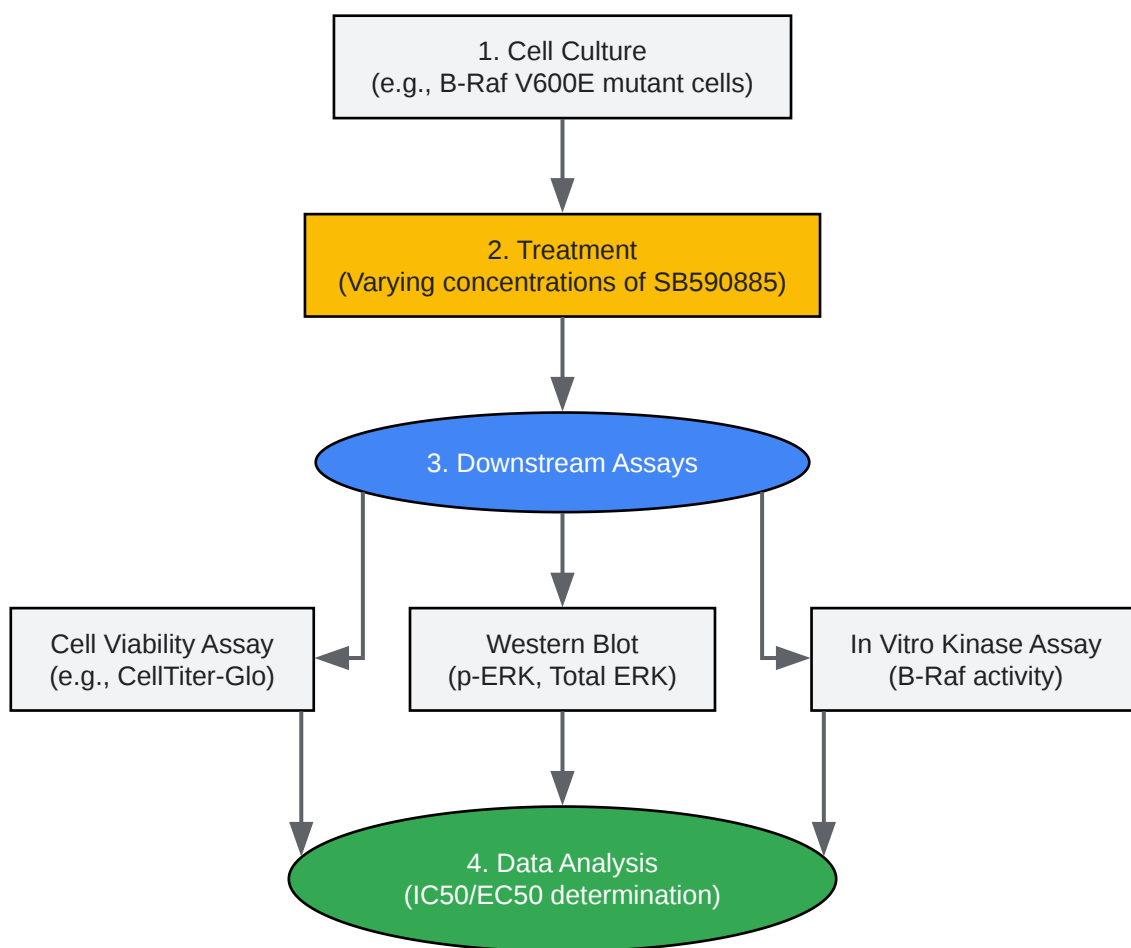 1. Cell Culture
(e.g., B-Raf V600E mutant cells)
2. Treatment
(Varying concentrations of SB590885)
3. Downstream Assays
Cell Viability Assay
(e.g., CellTiter-Glo)
Western Blot
(p-ERK, Total ERK)
In Vitro Kinase Assay
(B-Raf activity)
4. Data Analysis
(IC50/EC50 determination)